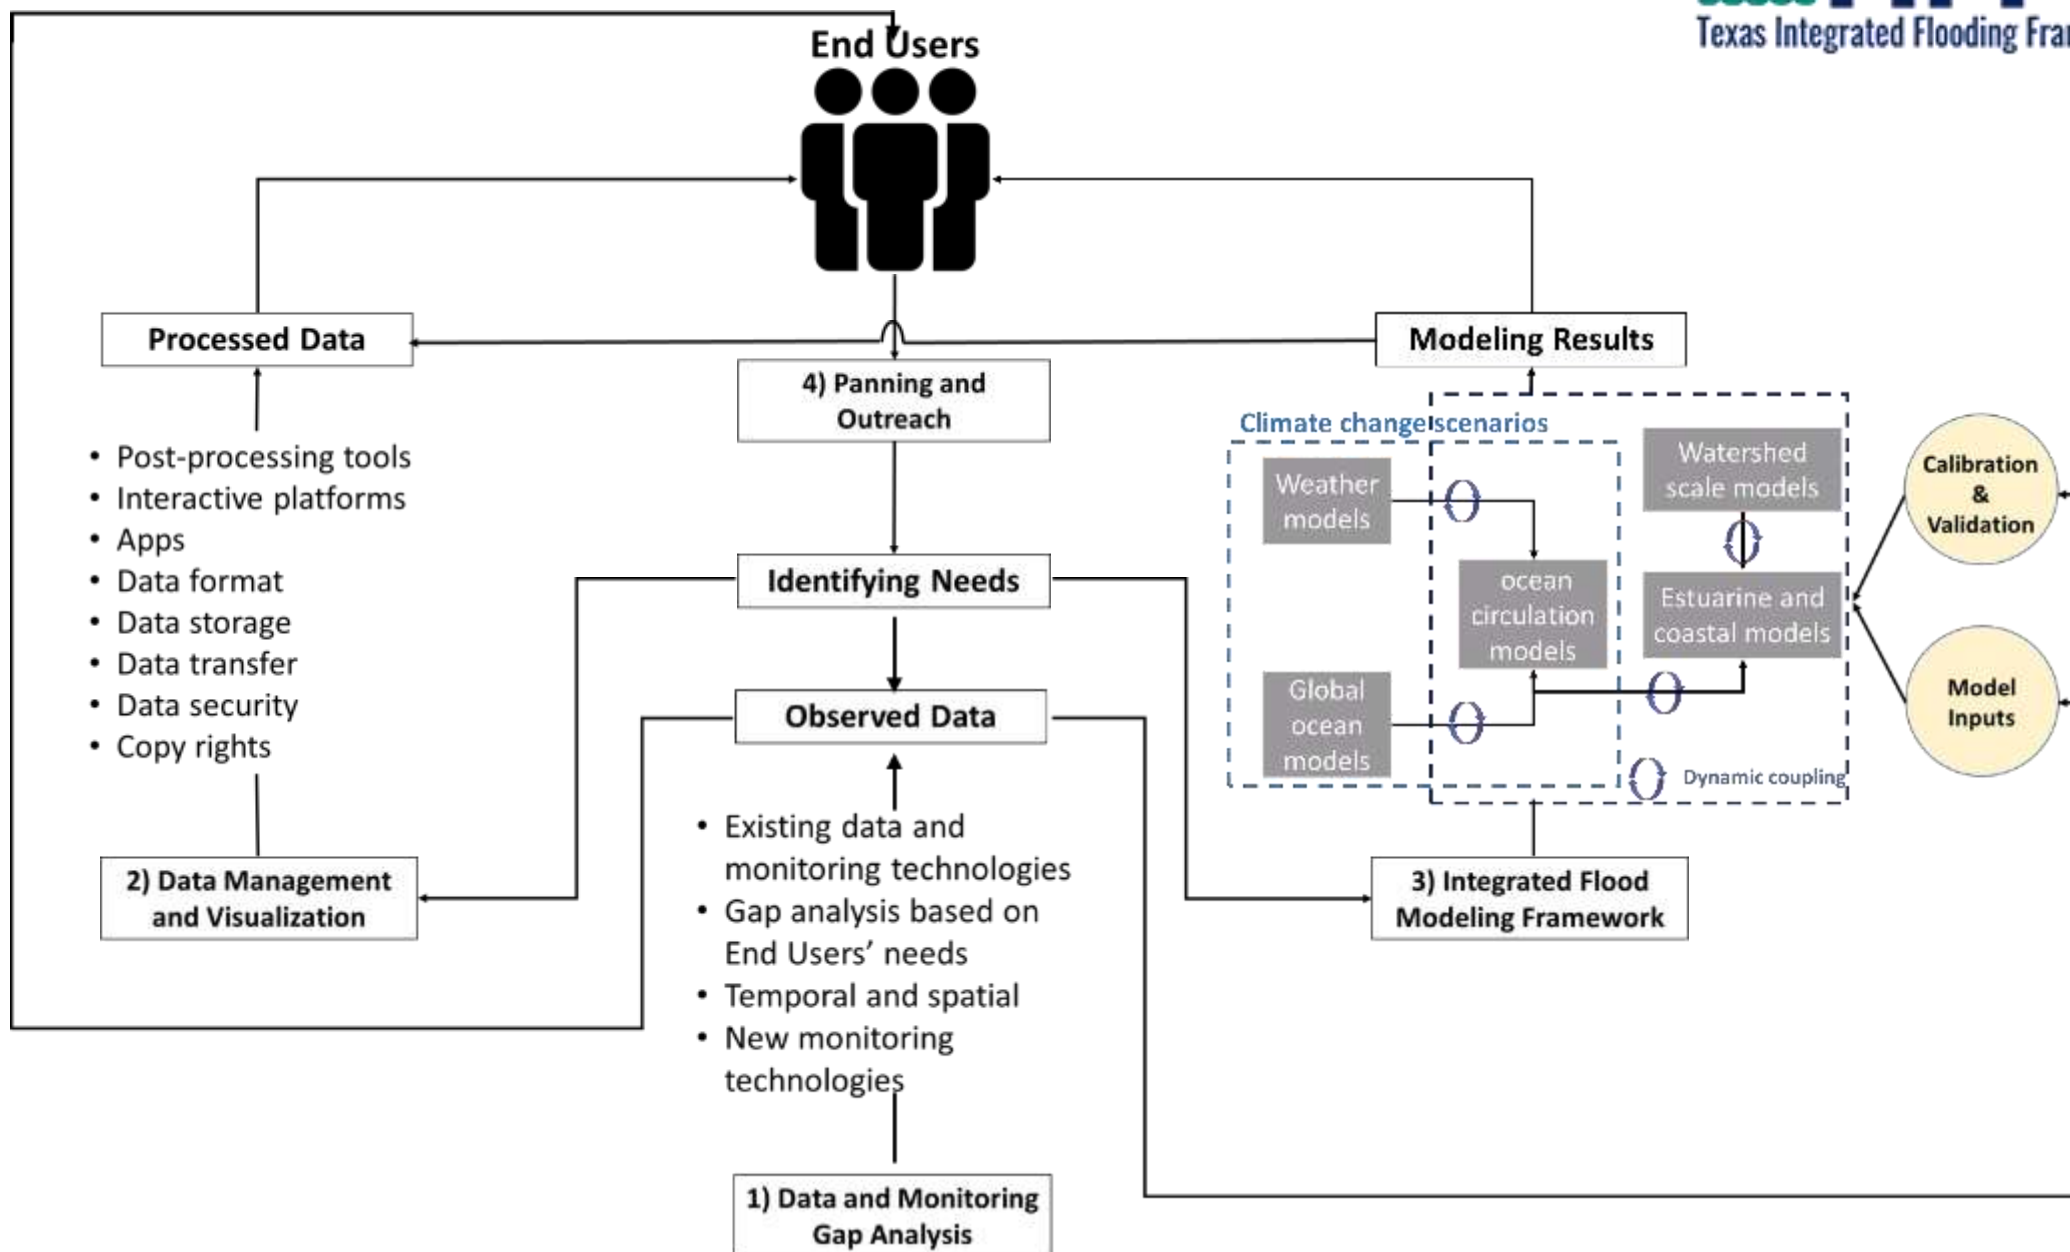 Texas Integrated Flooding
End Users
Processed Data
Modeling Results
4) Panning and
Outreach
• Post-processing tools
• Interactive platforms
• Apps
• Data format
• Data storage
• Data transfer
• Data security
• Copy rights
Identifying Needs
Observed Data
Climate change scenarios
Weather
models
Watershed
scale models
ocean
circulation
models
Estuarine and
coastal models
Global
ocean
models
Dynamic coupling
Calibration
&
Validation
Model
Inputs
• Existing data and
monitoring technologies
• Gap analysis based on
End Users’ needs
• Temporal and spatial
• New monitoring
technologies
2) Data Management
and Visualization
3) Integrated Flood
Modeling Framework
1) Data and Monitoring
Gap Analysis